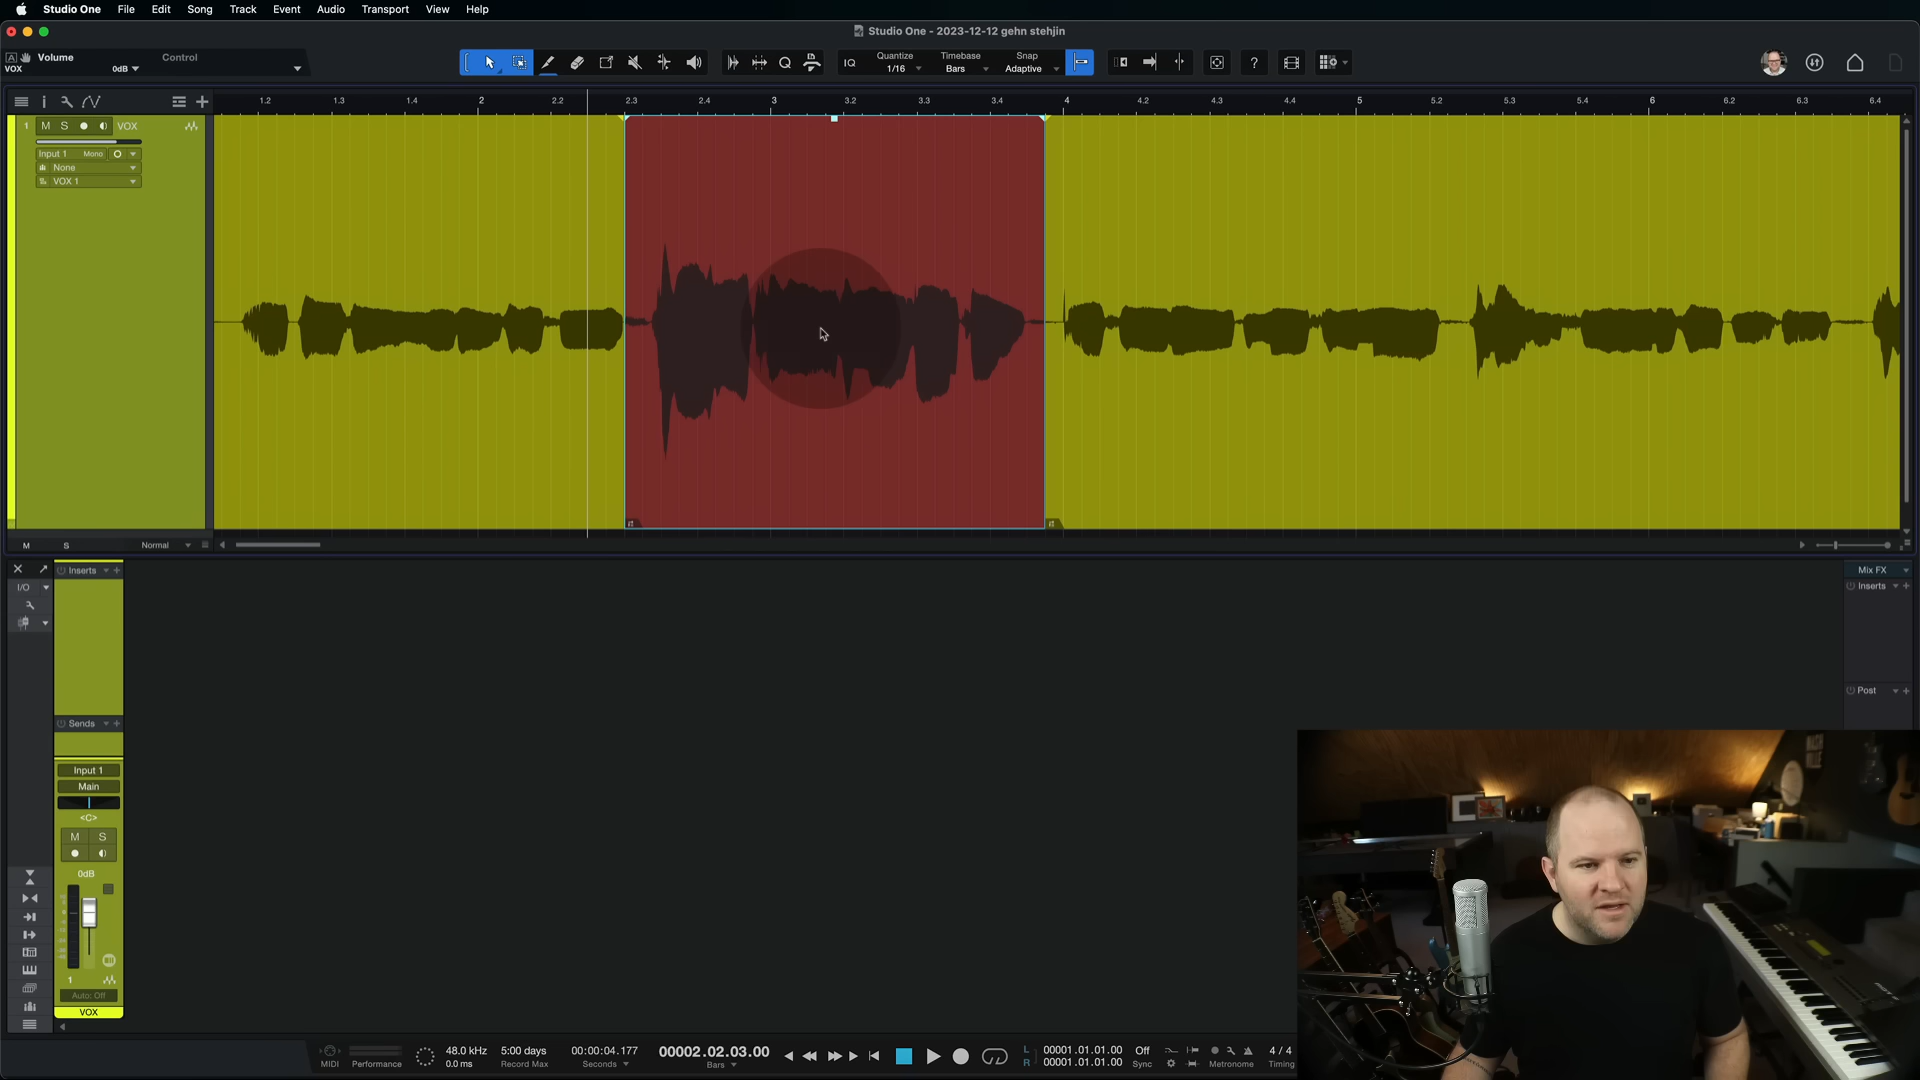 Studio One File Edit Song Track Event Audio Transport View Help
Studio One - 2023-12-12 gehn stehjin
Volume Control
VOX 0dB
IQ Quantize Timebase Snap ?
1/16 Bars Adaptive
1.2 1.3 1.4 2 2.2 2.3 2.4 3 3.2 3.3 3.4 4 4.2 4.3 4.4 5 5.2 5.3 5.4 6 6.2 6.3 6.4
1 M S VOX
Input 1 Mono
None
VOX 1
M S Normal
Inserts
I/O
Sends
Input 1
Main
<C>
M S
0dB
1
Auto: Off
VOX
Mix FX
Inserts
Post
MIDI Performance
48.0 kHz
0.0 ms
5:00 days
Record Max
00:00:04.177
Seconds
00002.02.03.00
Bars
L 00001.01.01.00
R 00001.01.01.00
Off
Sync
Metronome
4 / 4
Timing